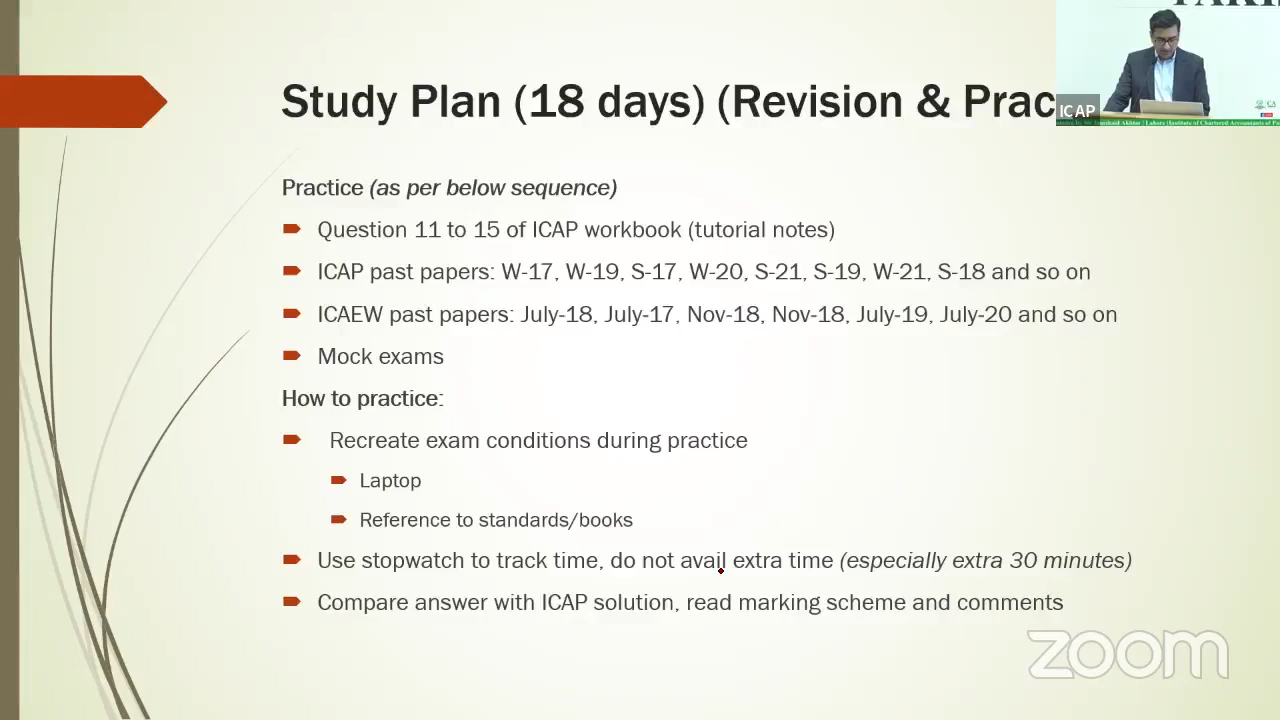 Study Plan (18 days) (Revision & Prac
ICAP
Practice (as per below sequence)
Question 11 to 15 of ICAP workbook (tutorial notes)
ICAP past papers: W-17, W-19, S-17, W-20, S-21, S-19, W-21, S-18 and so on
ICAEW past papers: July-18, July-17, Nov-18, Nov-18, July-19, July-20 and so on
Mock exams
How to practice:
Recreate exam conditions during practice
Laptop
Reference to standards/books
Use stopwatch to track time, do not avail extra time (especially extra 30 minutes)
Compare answer with ICAP solution, read marking scheme and comments
zoom